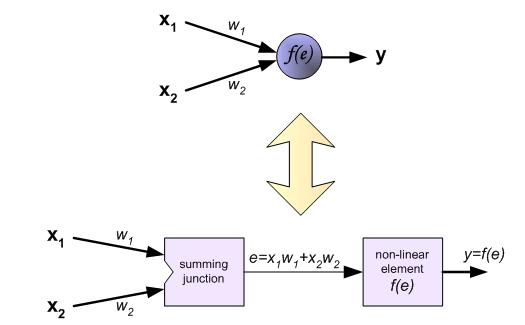 x₁ w₁
f(e) y
x₂ w₂
x₁ w₁
summing
junction
e=x₁w₁+x₂w₂
non-linear
element
f(e)
y=f(e)
x₂ w₂